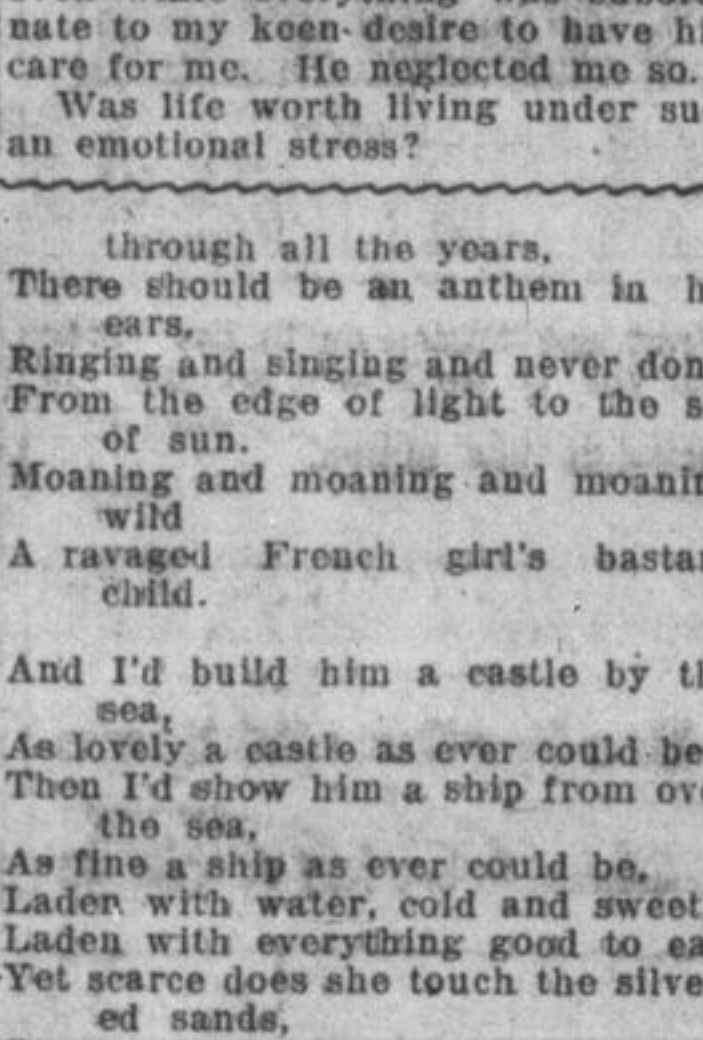 nate to my keen desire to have hi
care for me. He neglected me so.
Was life worth living under su
an emotional stress?
through all the years,
There should be an anthem in h
ears,
Ringing and singing and never don
From the edge of light to the s
of sun.
Moaning and moaning and moanin
wild
A ravaged French girl's bastar
child.
And I'd build him a castle by th
sea,
As lovely a castle as ever could be
Then I'd show him a ship from ove
the sea,
As fine a ship as ever could be,
Laden with water, cold and sweet
Laden with everything good to ea
Yet scarce does she touch the silve
ed sands,